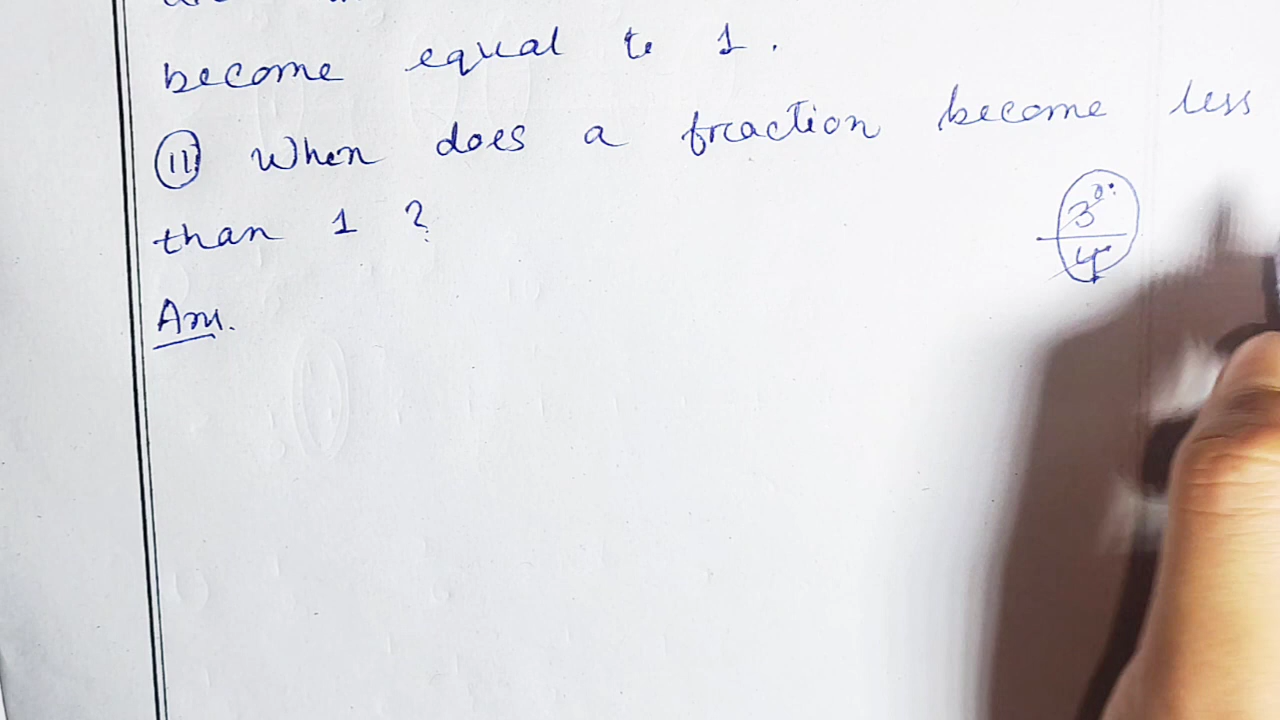 become equal to 1.
(ii) When does a fraction become less
than 1 ?
3
4
Ans.